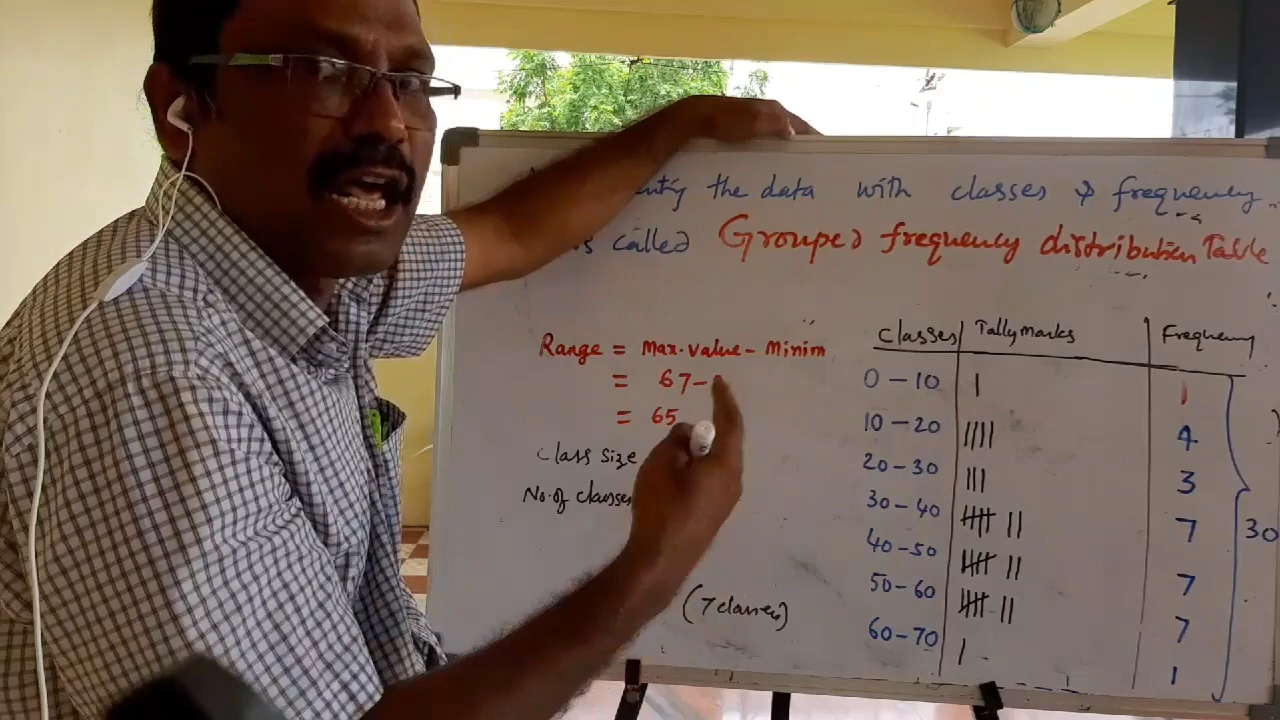 the data with classes & frequency
called Grouped frequency distribution Table
Range = Max.value - Minim
= 67-
= 65
Class size
No.of classes
(7 classes)
Classes Tallymarks Frequency
0-10 | 1
10-20 |||| 4
20-30 ||| 3
30-40 |||| || 7
40-50 |||| || 7
50-60 |||| || 7
60-70 | 1
30